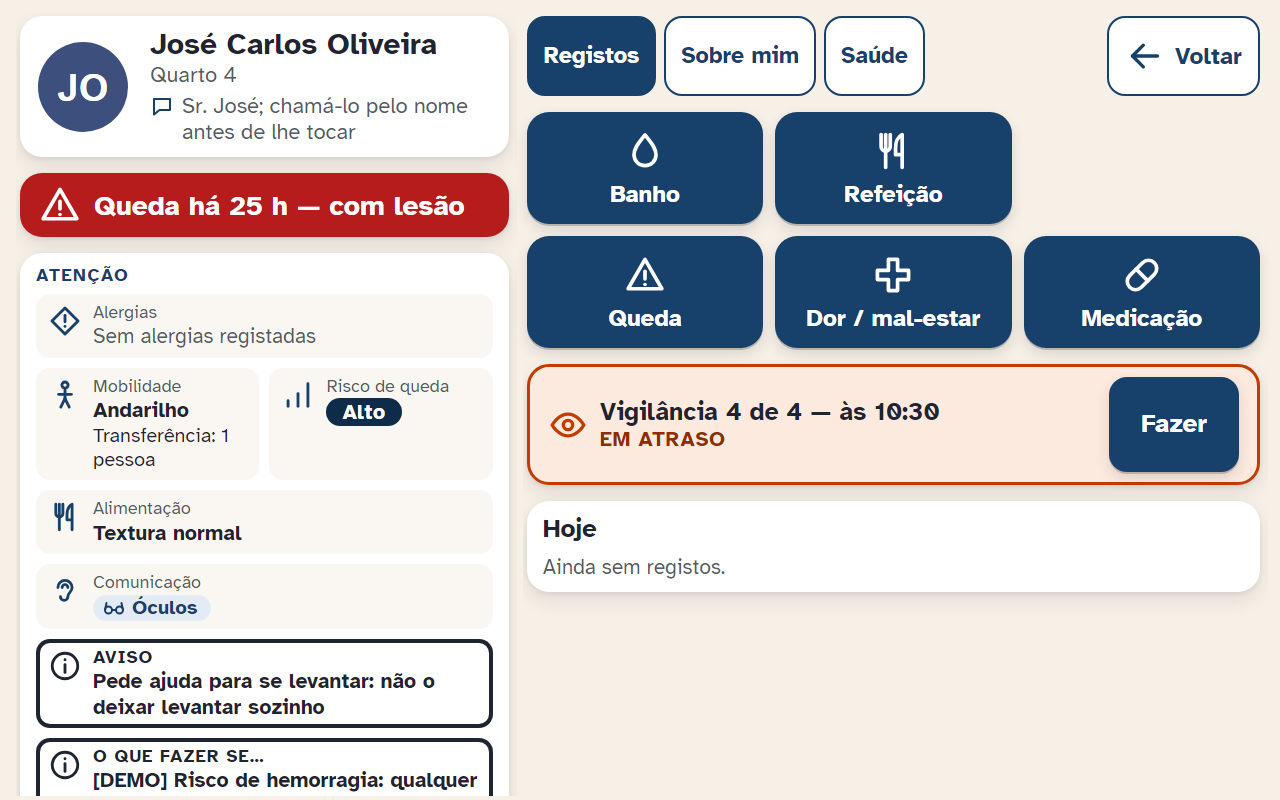 JO
José Carlos Oliveira
Quarto 4
Sr. José; chamá-lo pelo nome
antes de lhe tocar
Queda há 25 h — com lesão
ATENÇÃO
Alergias
Sem alergias registadas
Mobilidade
Andarilho
Transferência: 1
pessoa
Risco de queda
Alto
Alimentação
Textura normal
Comunicação
Óculos
AVISO
Pede ajuda para se levantar: não o
deixar levantar sozinho
O QUE FAZER SE...
[DEMO] Risco de hemorragia: qualquer
Registos
Sobre mim
Saúde
Voltar
Banho
Refeição
Queda
Dor / mal-estar
Medicação
Vigilância 4 de 4 — às 10:30
EM ATRASO
Fazer
Hoje
Ainda sem registos.